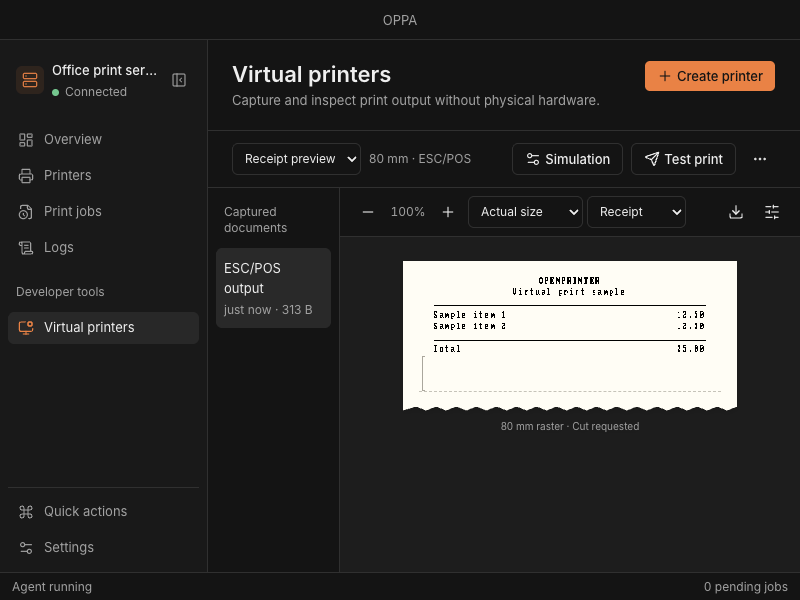 OPPA
Office print ser...
Connected
Overview
Printers
Print jobs
Logs
Developer tools
Virtual printers
Quick actions
Settings
Virtual printers
Capture and inspect print output without physical hardware.
Create printer
Receipt preview
80 mm · ESC/POS
Simulation
Test print
Captured
documents
ESC/POS
output
just now · 313 B
100%
Actual size
Receipt
OPENPRINTER
Virtual print sample
Sample item 1
Sample item 2
Total
80 mm raster · Cut requested
Agent running
0 pending jobs